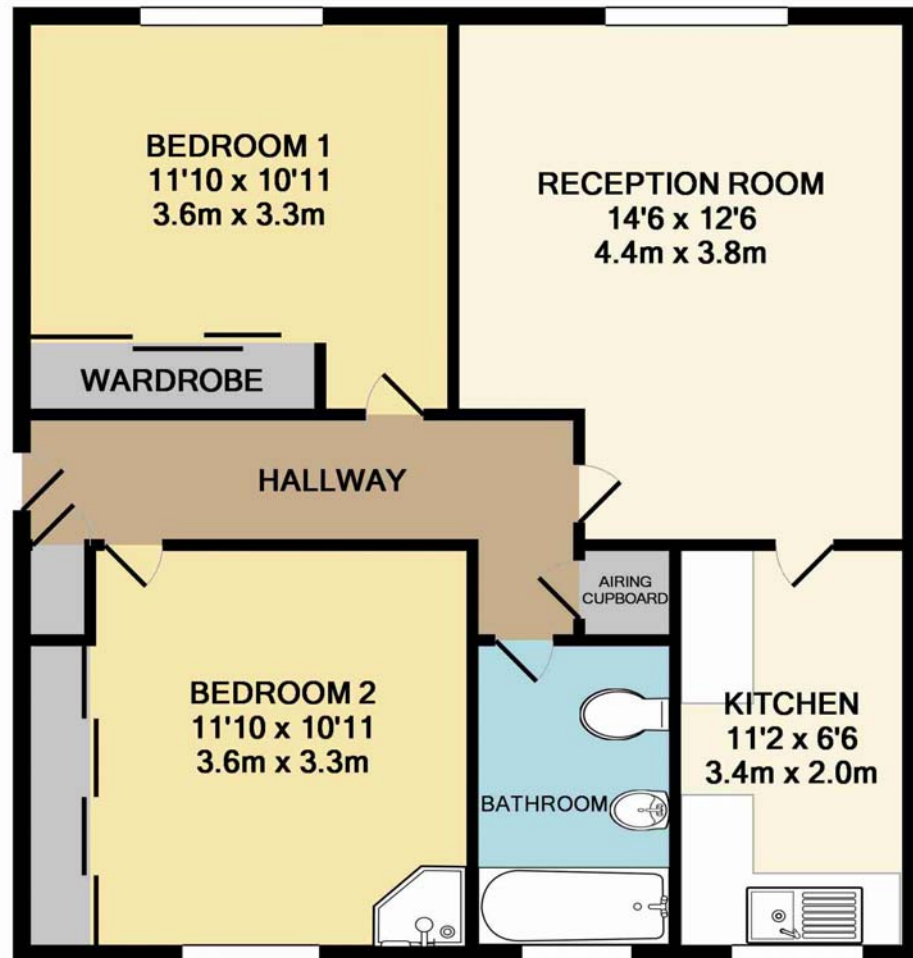 BEDROOM 1
11'10 x 10'11
3.6m x 3.3m
RECEPTION ROOM
14'6 x 12'6
4.4m x 3.8m
WARDROBE
HALLWAY
AIRING
CUPBOARD
BEDROOM 2
11'10 x 10'11
3.6m x 3.3m
KITCHEN
11'2 x 6'6
3.4m x 2.0m
BATHROOM